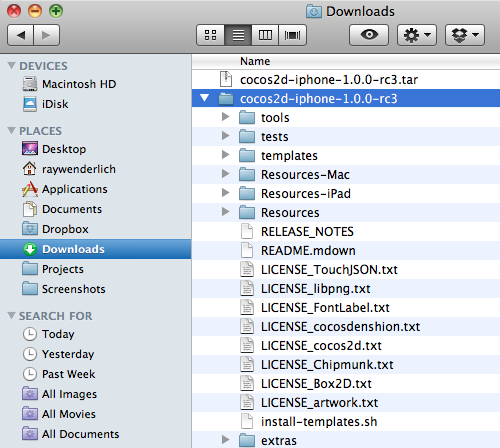 Downloads
DEVICES
Macintosh HD
iDisk
PLACES
Desktop
raywenderlich
Applications
Documents
Dropbox
Downloads
Projects
Screenshots
SEARCH FOR
Today
Yesterday
Past Week
All Images
All Movies
All Documents
Name
cocos2d-iphone-1.0.0-rc3.tar
cocos2d-iphone-1.0.0-rc3
tools
tests
templates
Resources-Mac
Resources-iPad
Resources
RELEASE_NOTES
README.mdown
LICENSE_TouchJSON.txt
LICENSE_libpng.txt
LICENSE_FontLabel.txt
LICENSE_cocosdenshion.txt
LICENSE_cocos2d.txt
LICENSE_Chipmunk.txt
LICENSE_Box2D.txt
LICENSE_artwork.txt
install-templates.sh
extras